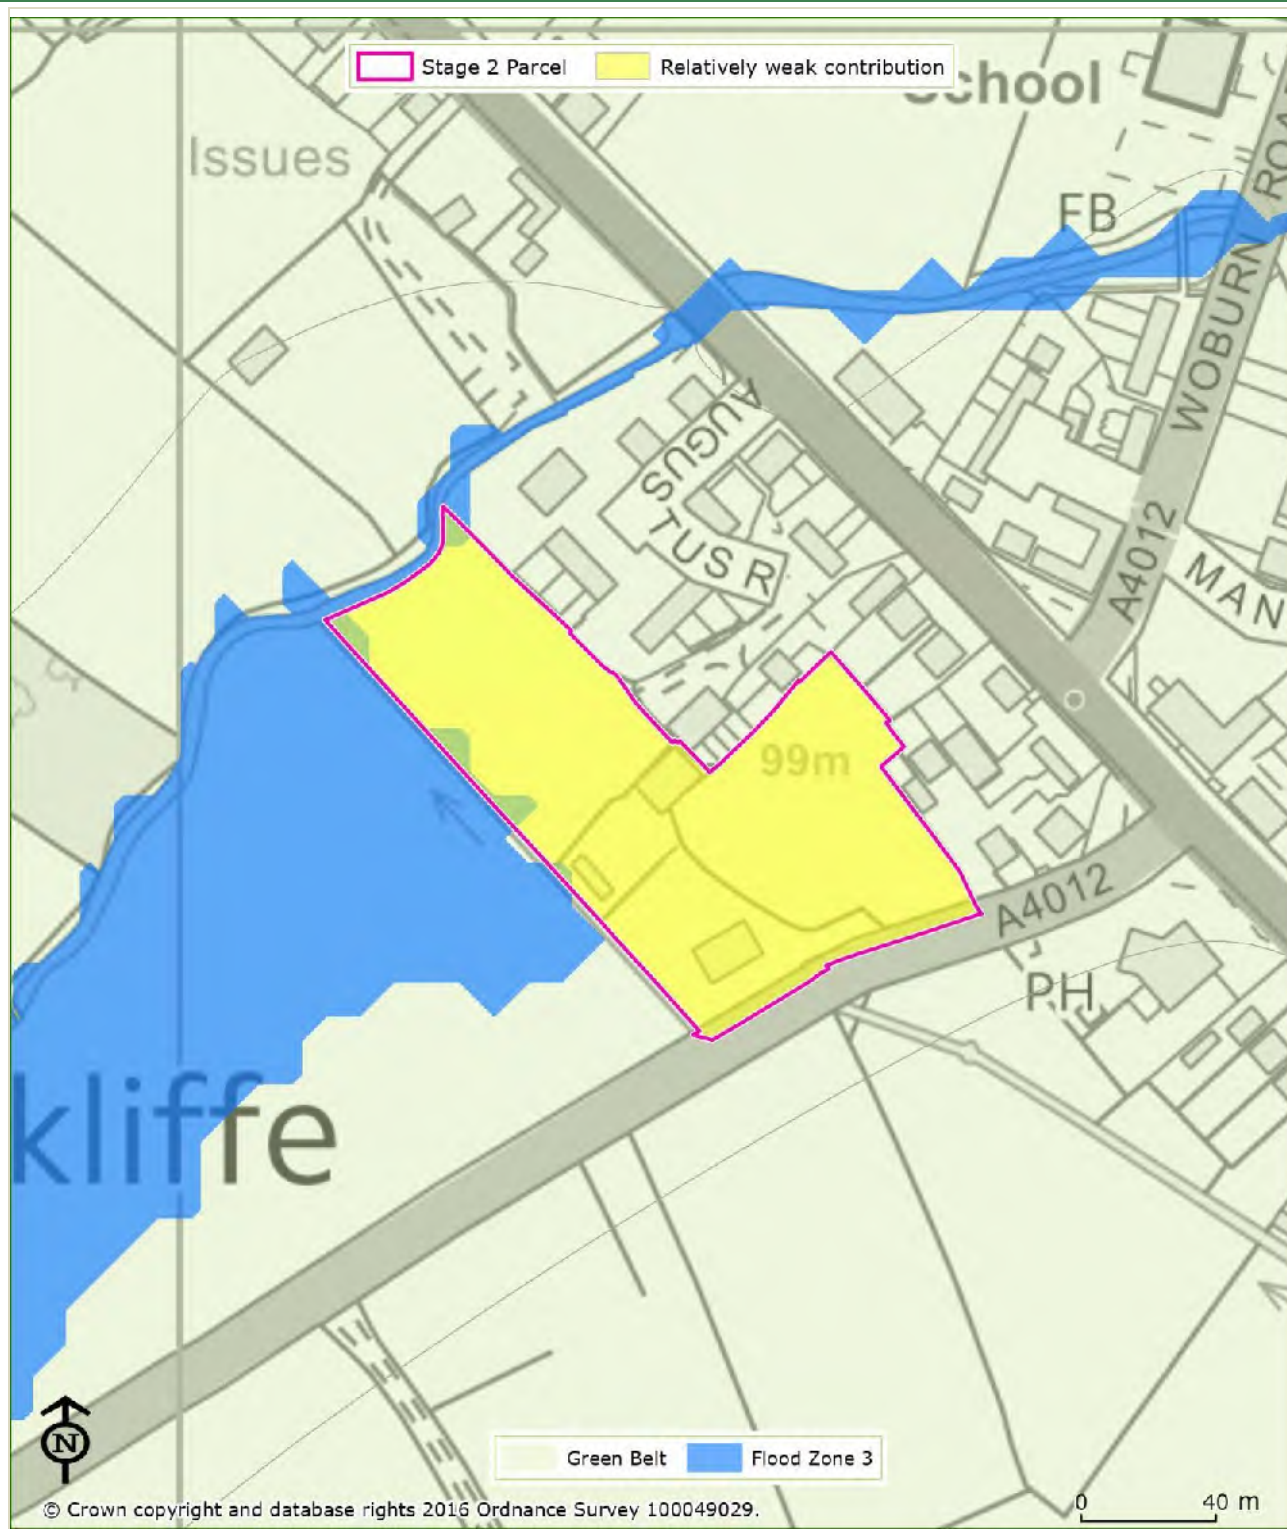 Stage 2 Parcel
Relatively weak contribution
School
Issues
FB
WOBURN ROA
AUGUS
TUS R
A4012
MAN
99m
A4012
PH
kliffe
N
Green Belt
Flood Zone 3
© Crown copyright and database rights 2016 Ordnance Survey 100049029.
0 40 m